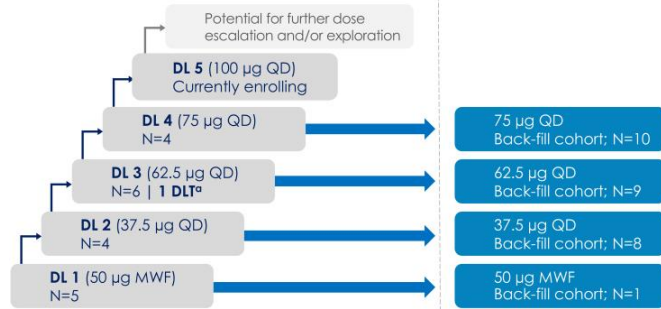 Potential for further dose
escalation and/or exploration
DL 5 (100 µg QD)
Currently enrolling
DL 4 (75 µg QD)
N=4
75 µg QD
Back-fill cohort; N=10
DL 3 (62.5 µg QD)
N=6 | 1 DLTᵃ
62.5 µg QD
Back-fill cohort; N=9
DL 2 (37.5 µg QD)
N=4
37.5 µg QD
Back-fill cohort; N=8
DL 1 (50 µg MWF)
N=5
50 µg MWF
Back-fill cohort; N=1